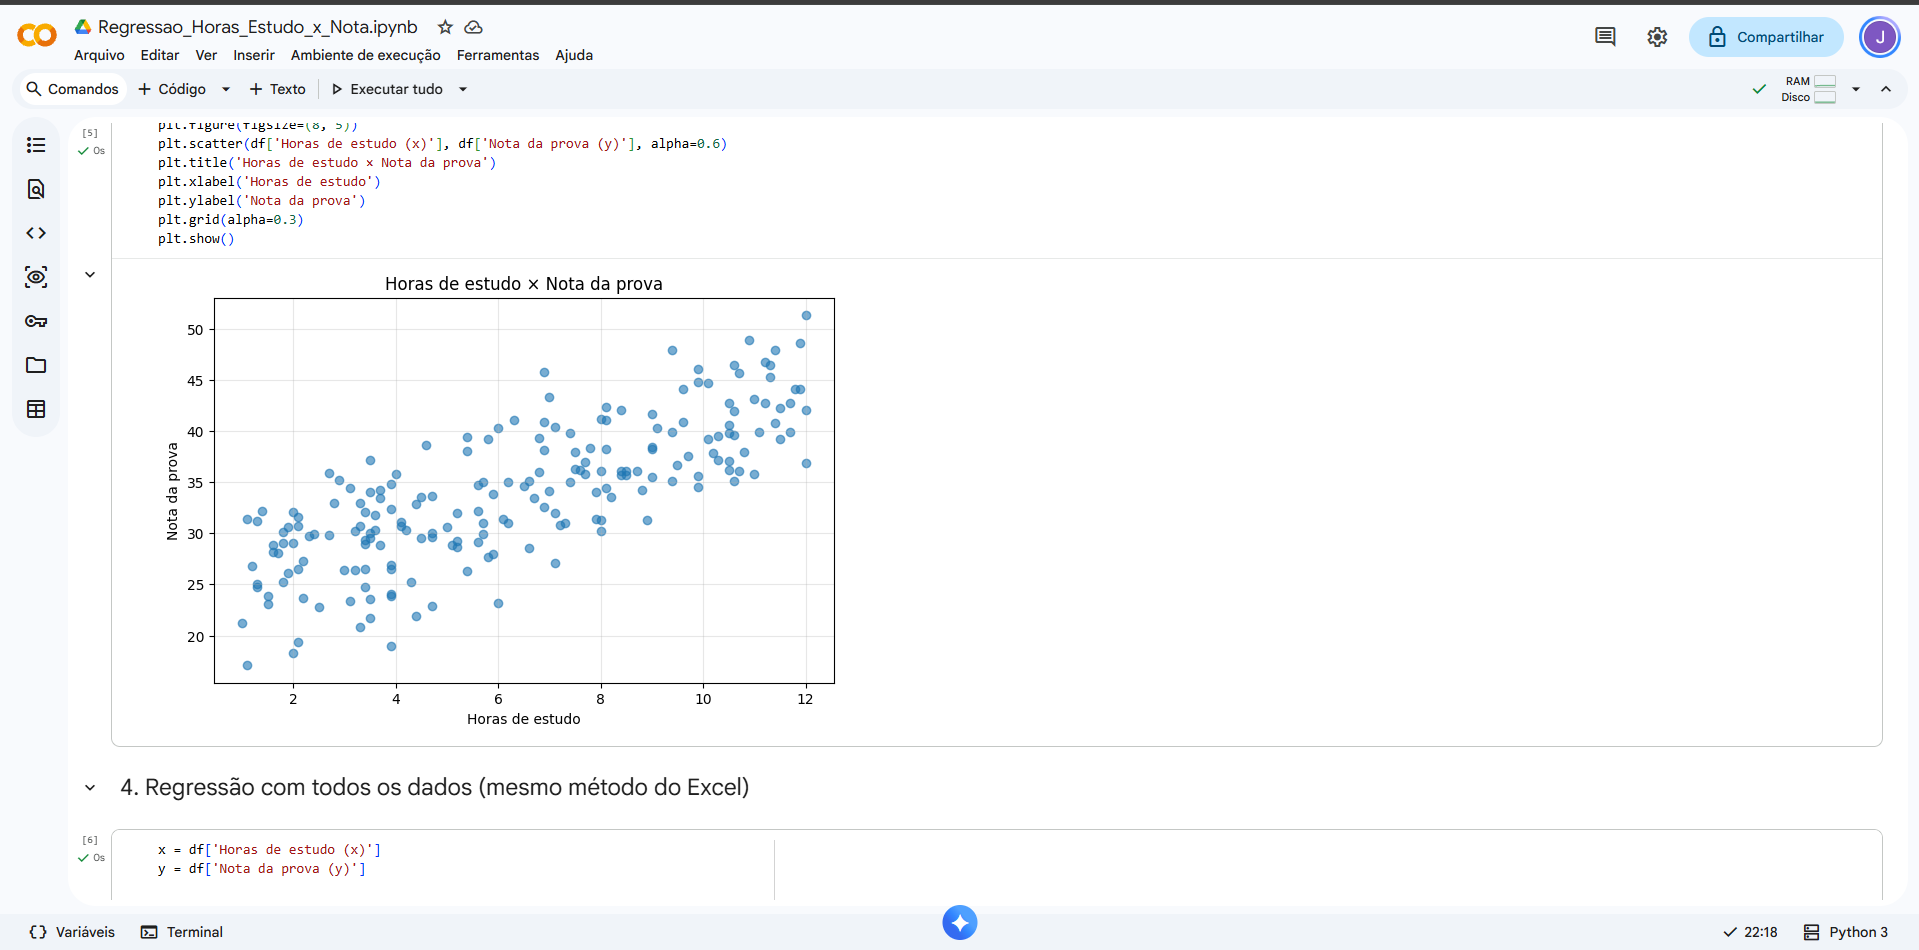 Regressao_Horas_Estudo_x_Nota.ipynb
Compartilhar
J
Arquivo Editar Ver Inserir Ambiente de execução Ferramentas Ajuda
Comandos + Código + Texto Executar tudo
RAM
Disco
[5]
0s
plt.figure(figsize=(8, 5))
plt.scatter(df['Horas de estudo (x)'], df['Nota da prova (y)'], alpha=0.6)
plt.title('Horas de estudo × Nota da prova')
plt.xlabel('Horas de estudo')
plt.ylabel('Nota da prova')
plt.grid(alpha=0.3)
plt.show()
Horas de estudo × Nota da prova
50
45
40
35
30
25
20
Nota da prova
2 4 6 8 10 12
Horas de estudo
4. Regressão com todos os dados (mesmo método do Excel)
[6]
0s
x = df['Horas de estudo (x)']
y = df['Nota da prova (y)']
Variáveis Terminal
22:18 Python 3